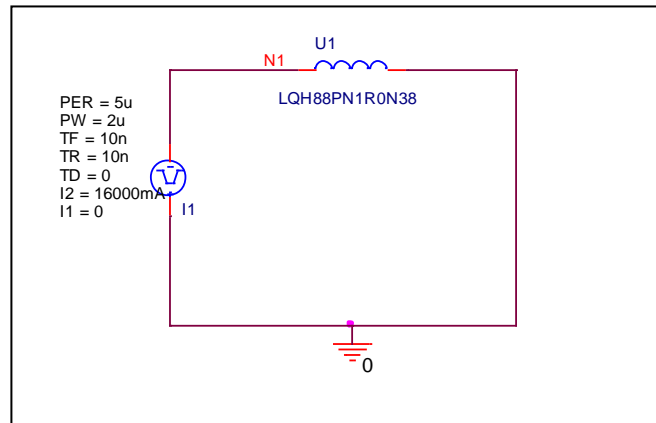 U1
N1
LQH88PN1R0N38
PER = 5u
PW = 2u
TF = 10n
TR = 10n
TD = 0
I2 = 16000mA
I1 = 0
I1
0